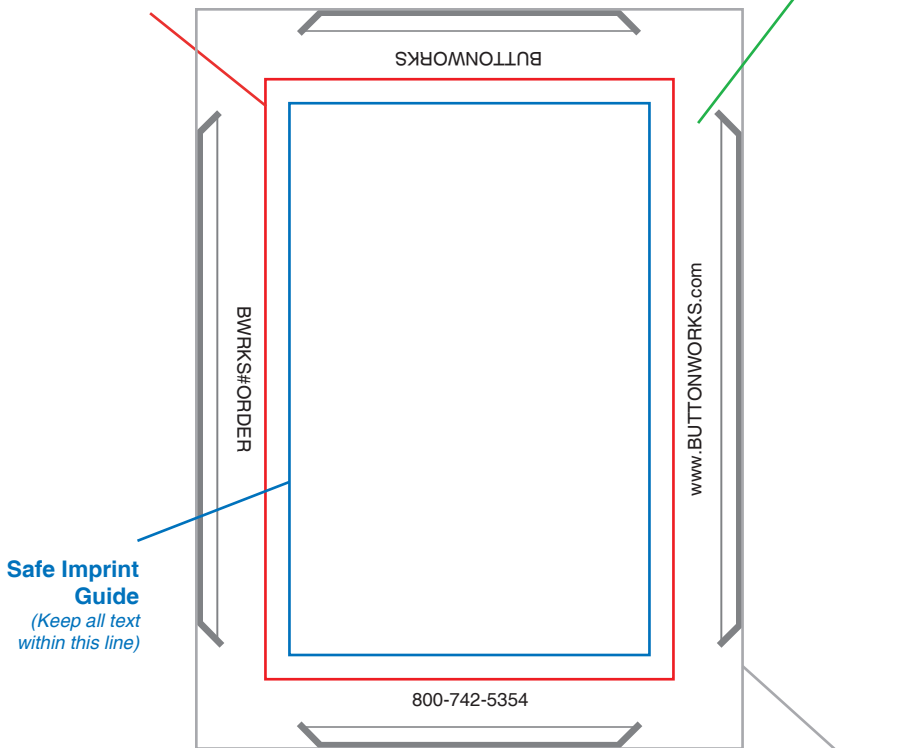 BUTTONWORKS
BWRKS#ORDER
www.BUTTONWORKS.com
Safe Imprint
Guide
(Keep all text
within this line)
800-742-5354